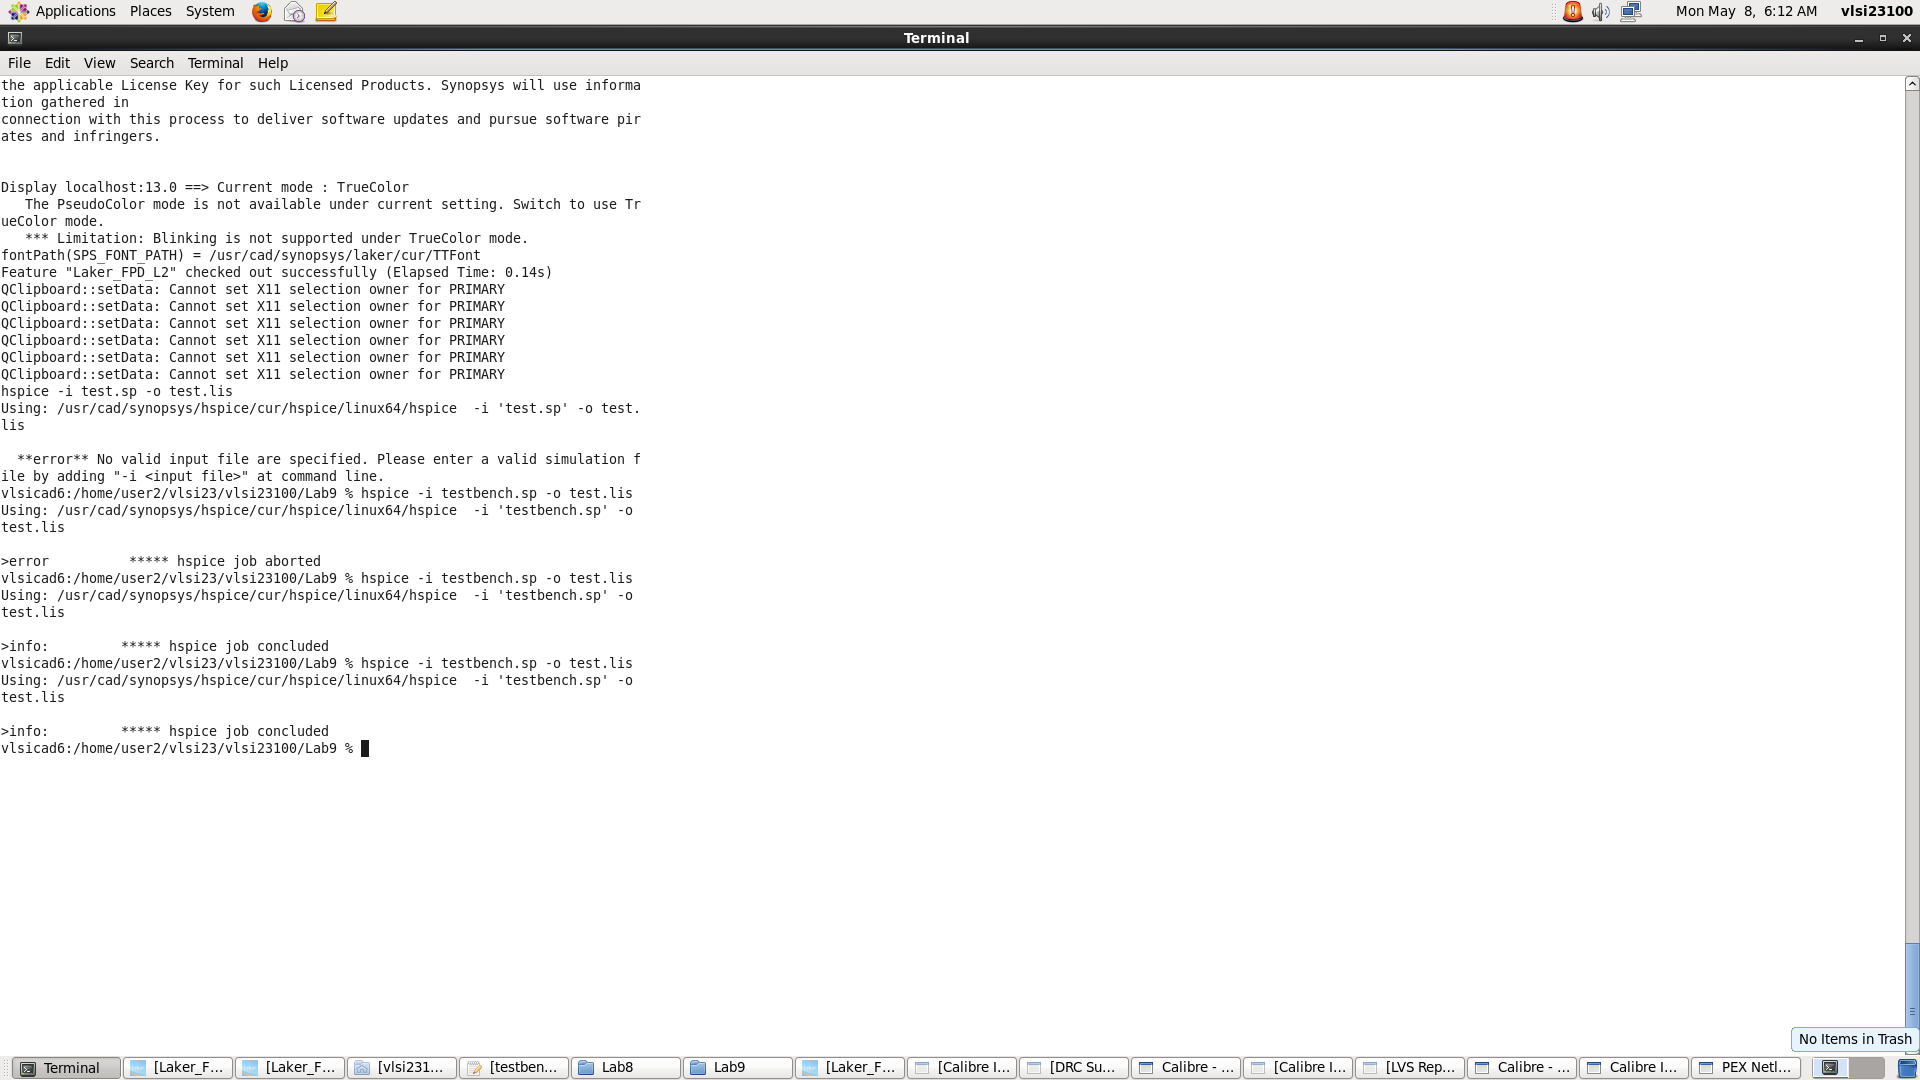 Applications Places System Mon May 8, 6:12 AM vlsi23100
Terminal
File Edit View Search Terminal Help
the applicable License Key for such Licensed Products. Synopsys will use informa
tion gathered in
connection with this process to deliver software updates and pursue software pir
ates and infringers.
Display localhost:13.0 ==> Current mode : TrueColor
The PseudoColor mode is not available under current setting. Switch to use Tr
ueColor mode.
*** Limitation: Blinking is not supported under TrueColor mode.
fontPath(SPS_FONT_PATH) = /usr/cad/synopsys/laker/cur/TTFont
Feature "Laker_FPD_L2" checked out successfully (Elapsed Time: 0.14s)
QClipboard::setData: Cannot set X11 selection owner for PRIMARY
QClipboard::setData: Cannot set X11 selection owner for PRIMARY
QClipboard::setData: Cannot set X11 selection owner for PRIMARY
QClipboard::setData: Cannot set X11 selection owner for PRIMARY
QClipboard::setData: Cannot set X11 selection owner for PRIMARY
QClipboard::setData: Cannot set X11 selection owner for PRIMARY
hspice -i test.sp -o test.lis
Using: /usr/cad/synopsys/hspice/cur/hspice/linux64/hspice  -i 'test.sp' -o test.
lis
**error** No valid input file are specified. Please enter a valid simulation f
ile by adding "-i <input file>" at command line.
vlsicad6:/home/user2/vlsi23/vlsi23100/Lab9 % hspice -i testbench.sp -o test.lis
Using: /usr/cad/synopsys/hspice/cur/hspice/linux64/hspice  -i 'testbench.sp' -o
test.lis
>error          ***** hspice job aborted
vlsicad6:/home/user2/vlsi23/vlsi23100/Lab9 % hspice -i testbench.sp -o test.lis
Using: /usr/cad/synopsys/hspice/cur/hspice/linux64/hspice  -i 'testbench.sp' -o
test.lis
>info:         ***** hspice job concluded
vlsicad6:/home/user2/vlsi23/vlsi23100/Lab9 % hspice -i testbench.sp -o test.lis
Using: /usr/cad/synopsys/hspice/cur/hspice/linux64/hspice  -i 'testbench.sp' -o
test.lis
>info:         ***** hspice job concluded
vlsicad6:/home/user2/vlsi23/vlsi23100/Lab9 %
No Items in Trash
Terminal [Laker_F... [Laker_F... [vlsi231... [testben... Lab8 Lab9 [Laker_F... [Calibre I... [DRC Su... Calibre - ... [Calibre I... [LVS Rep... Calibre - ... Calibre I... PEX Netl...